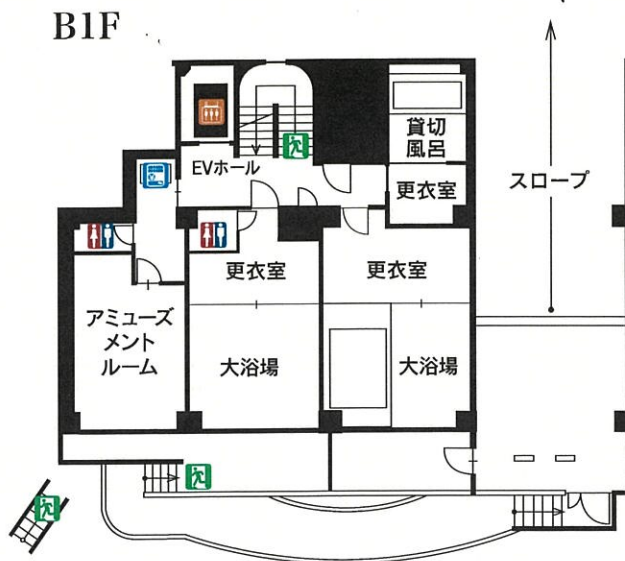 B1F
貸切
風呂
EVホール
更衣室
スロープ
更衣室
更衣室
アミューズ
メント
ルーム
大浴場
大浴場